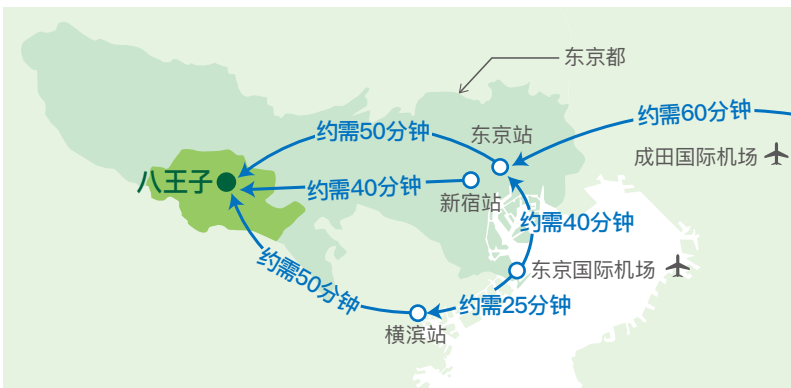 东京都
约需60分钟
约需50分钟
东京站
成田国际机场
八王子
约需40分钟
新宿站
约需40分钟
东京国际机场
约需50分钟
约需25分钟
横滨站